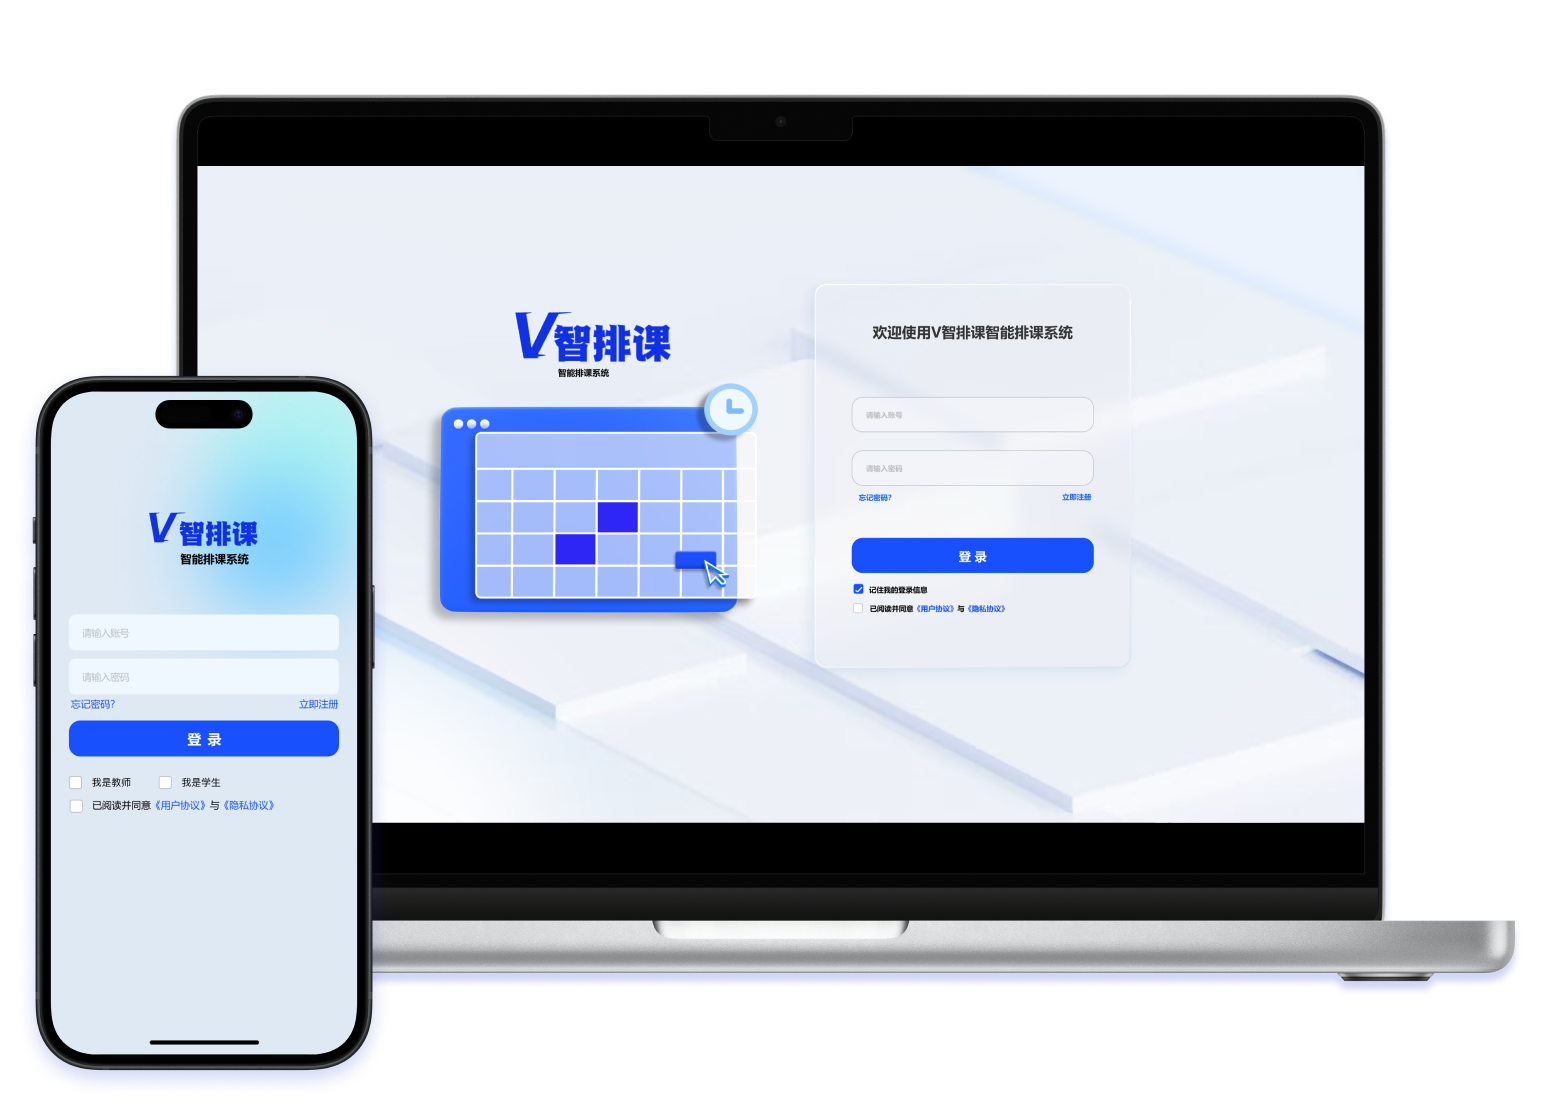 V智排课
智能排课系统
欢迎使用V智排课智能排课系统
请输入账号
请输入密码
忘记密码? 立即注册
登录
记住我的登录信息
已阅读并同意《用户协议》与《隐私协议》
V智排课
智能排课系统
请输入账号
请输入密码
忘记密码? 立即注册
登录
我是教师 我是学生
已阅读并同意《用户协议》与《隐私协议》